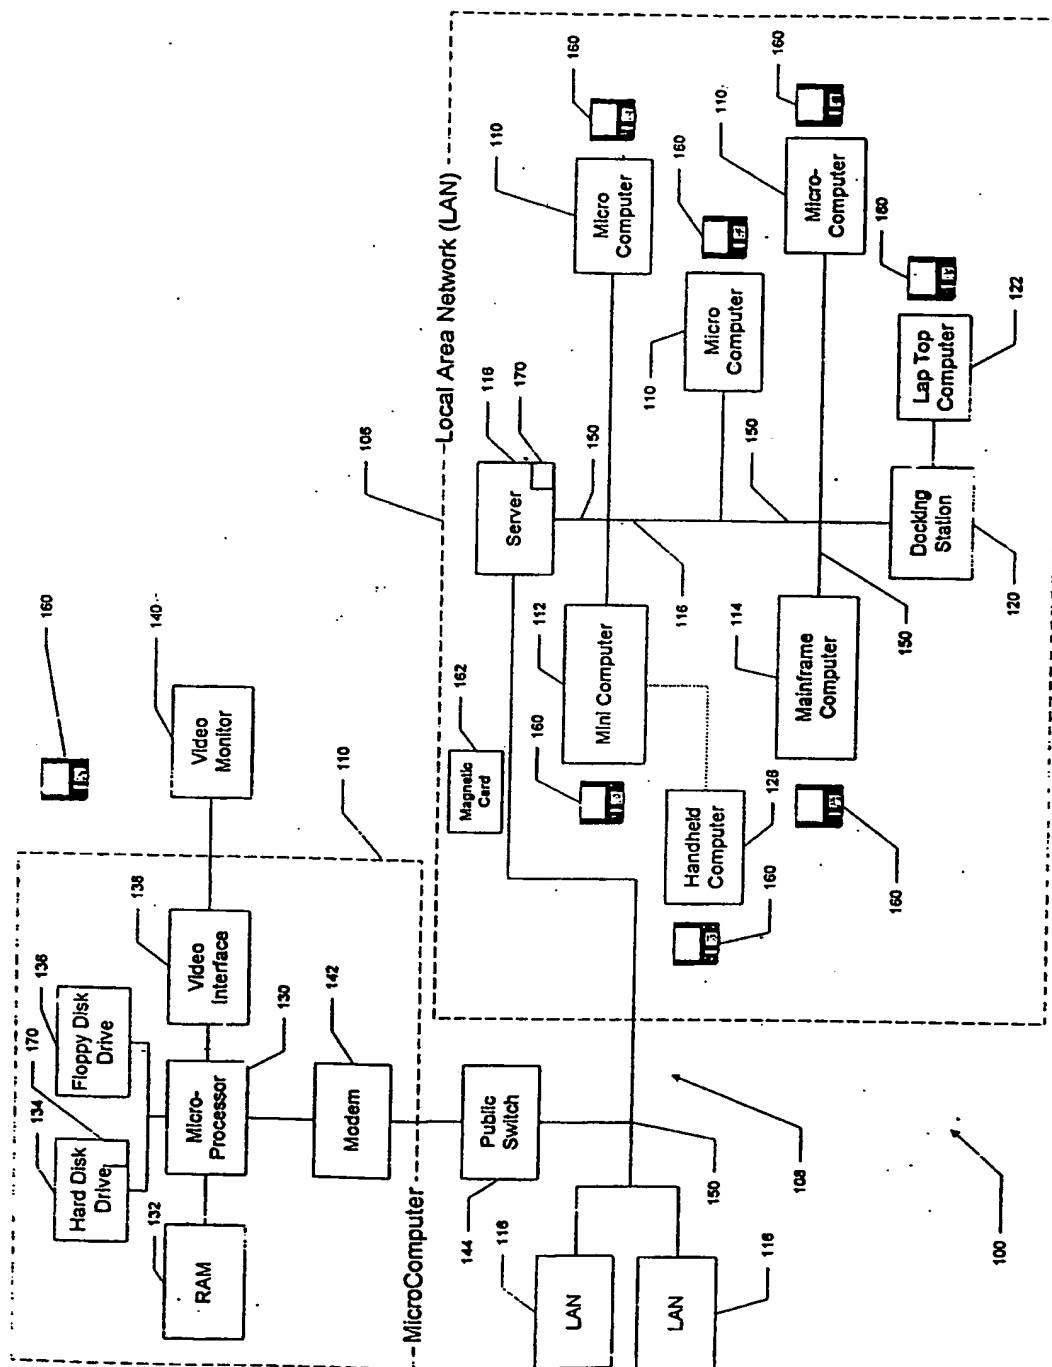 134
170
136
160
Hard Disk
Drive
Floppy Disk
Drive
132
138
140
RAM
Micro-
Processor
Video
Interface
Video
Monitor
130
142
110
Modem
106
MicroComputer
Local Area Network (LAN)
144
Public
Switch
Magnetic
Card
162
116
170
110
160
116
LAN
160
112
Server
150
LAN
Mini Computer
Micro
Computer
116
150
108
Handheld
Computer
116
110
160
Micro
Computer
160
128
114
150
110
160
Mainframe
Computer
Micro-
Computer
160
150
160
Docking
Station
Lap Top
Computer
100
120
122